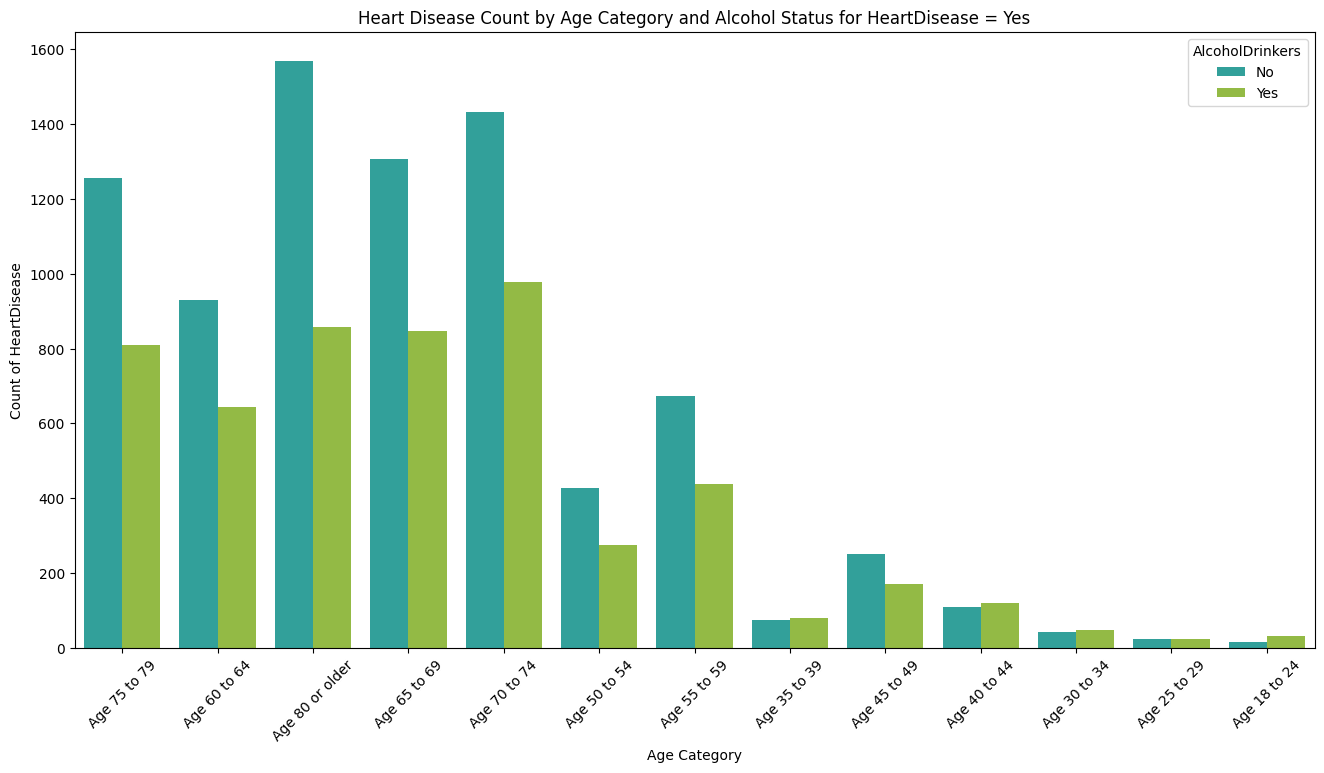 Heart Disease Count by Age Category and Alcohol Status for HeartDisease = Yes
AlcoholDrinkers
No
Yes
Count of HeartDisease
1600
1400
1200
1000
800
600
400
200
0
Age 75 to 79
Age 60 to 64
Age 80 or older
Age 65 to 69
Age 70 to 74
Age 50 to 54
Age 55 to 59
Age 35 to 39
Age 45 to 49
Age 40 to 44
Age 30 to 34
Age 25 to 29
Age 18 to 24
Age Category